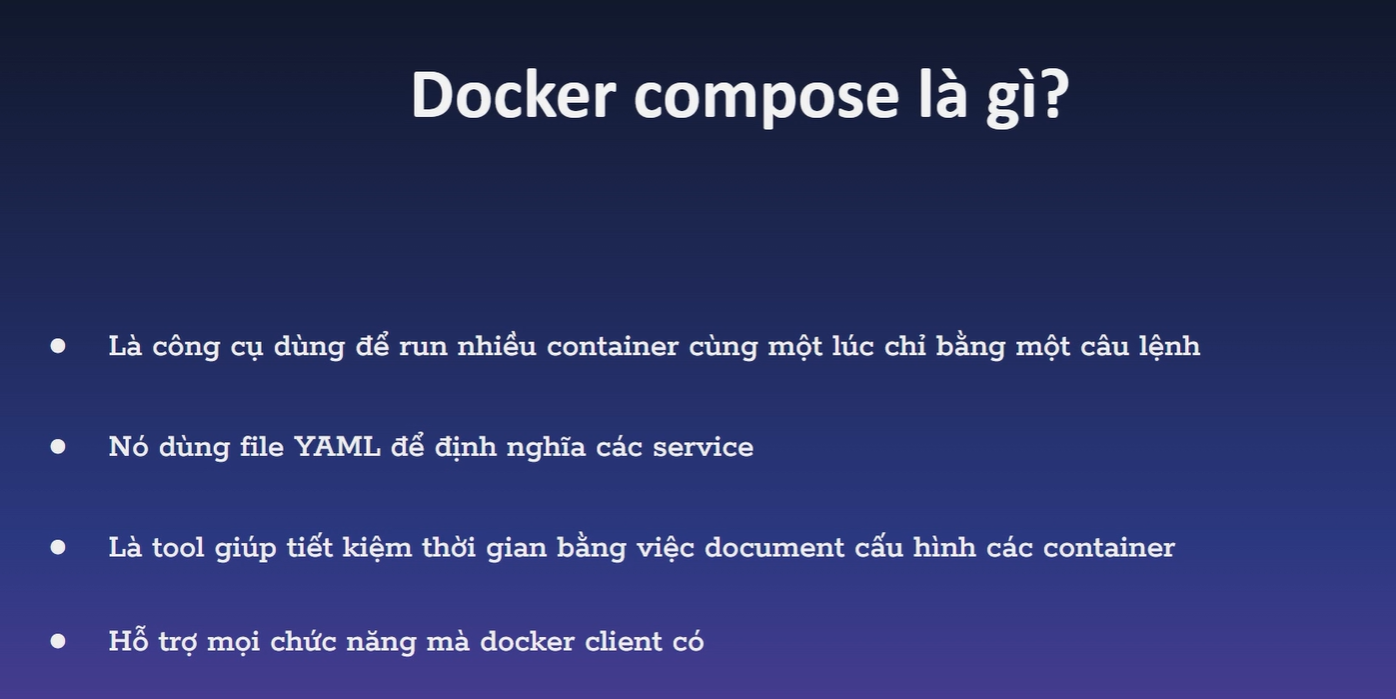 Docker compose là gì?
● Là công cụ dùng để run nhiều container cùng một lúc chỉ bằng một câu lệnh
● Nó dùng file YAML để định nghĩa các service
● Là tool giúp tiết kiệm thời gian bằng việc document cấu hình các container
● Hỗ trợ mọi chức năng mà docker client có